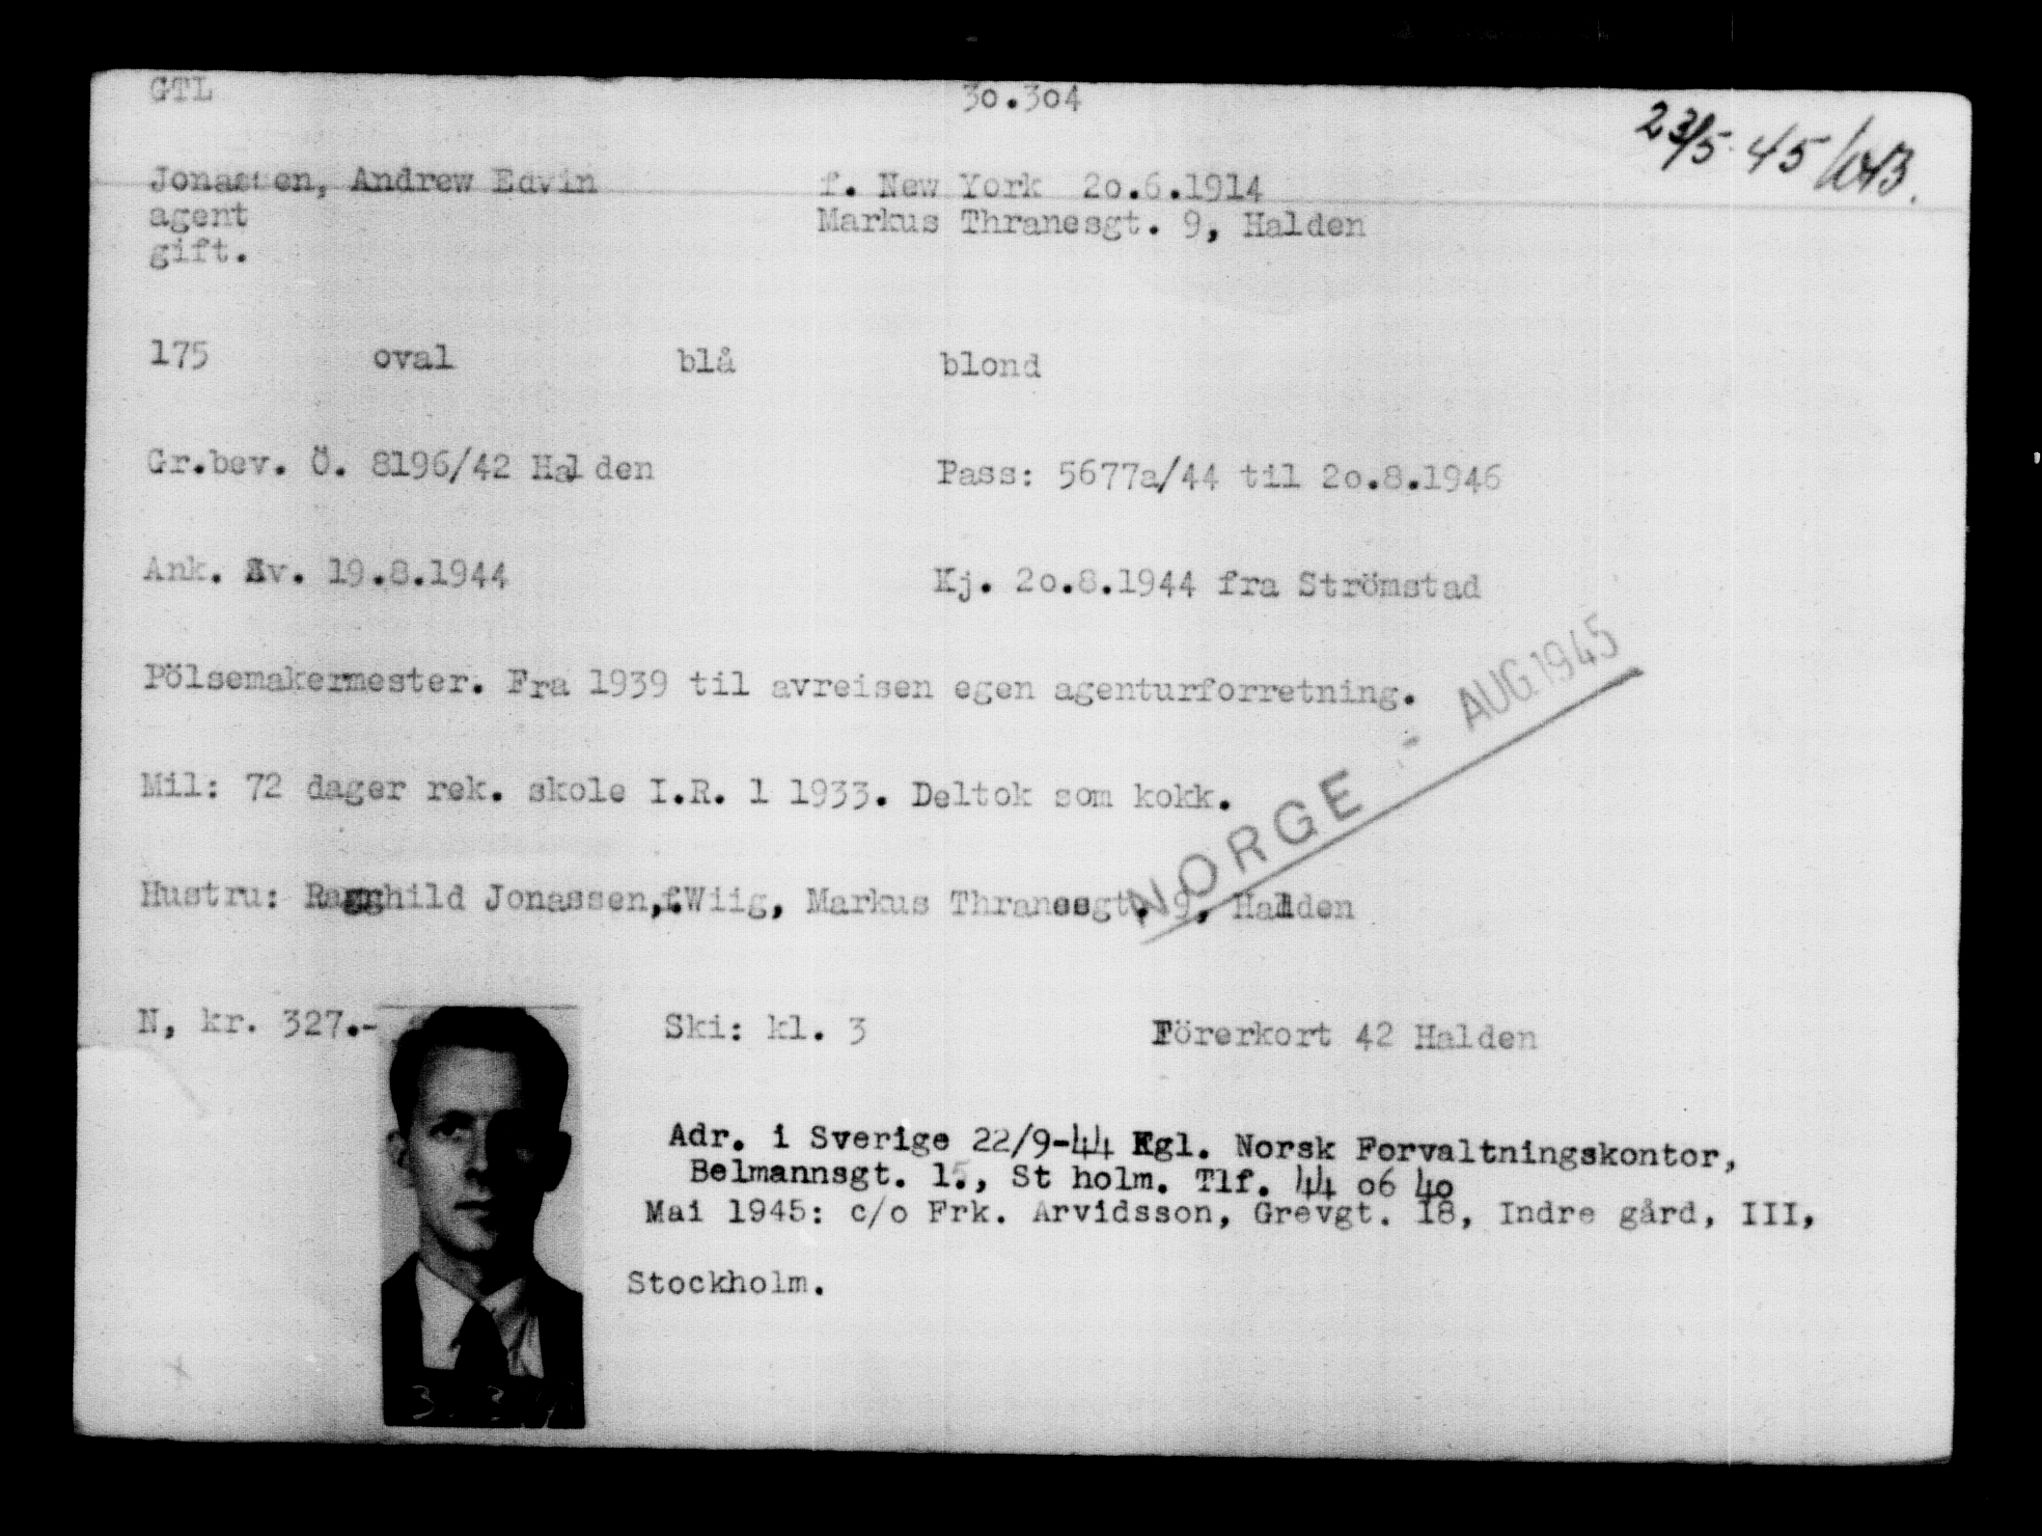 GTL 30.304
23/5-45
Jonassen, Andrew Edvin f. New York 20.6.1914
agent Markus Thranesgt. 9, Halden
gift.
175 oval blå blond
Gr.bev. Ö. 8196/42 Halden Pass: 5677a/44 til 20.8.1946
Ank. Sv. 19.8.1944 Kj. 20.8.1944 fra Strömstad
Pölsemakermester. Fra 1939 til avreisen egen agenturforretning.
NORGE - AUG 1945
Mil: 72 dager rek. skole I.R. 1 1933. Deltok som kokk.
Hustru: Ragnhild Jonassen, f. Wiig, Markus Thranesgt. 9, Halden
N, kr. 327.- Ski: kl. 3 Förerkort 42 Halden
Adr. i Sverige 22/9-44 Kgl. Norsk Forvaltningskontor,
Belmannsgt. 15, St holm. Tlf. 44 06 40
Mai 1945: c/o Frk. Arvidsson, Grevgt. 18, Indre gård, III,
Stockholm.